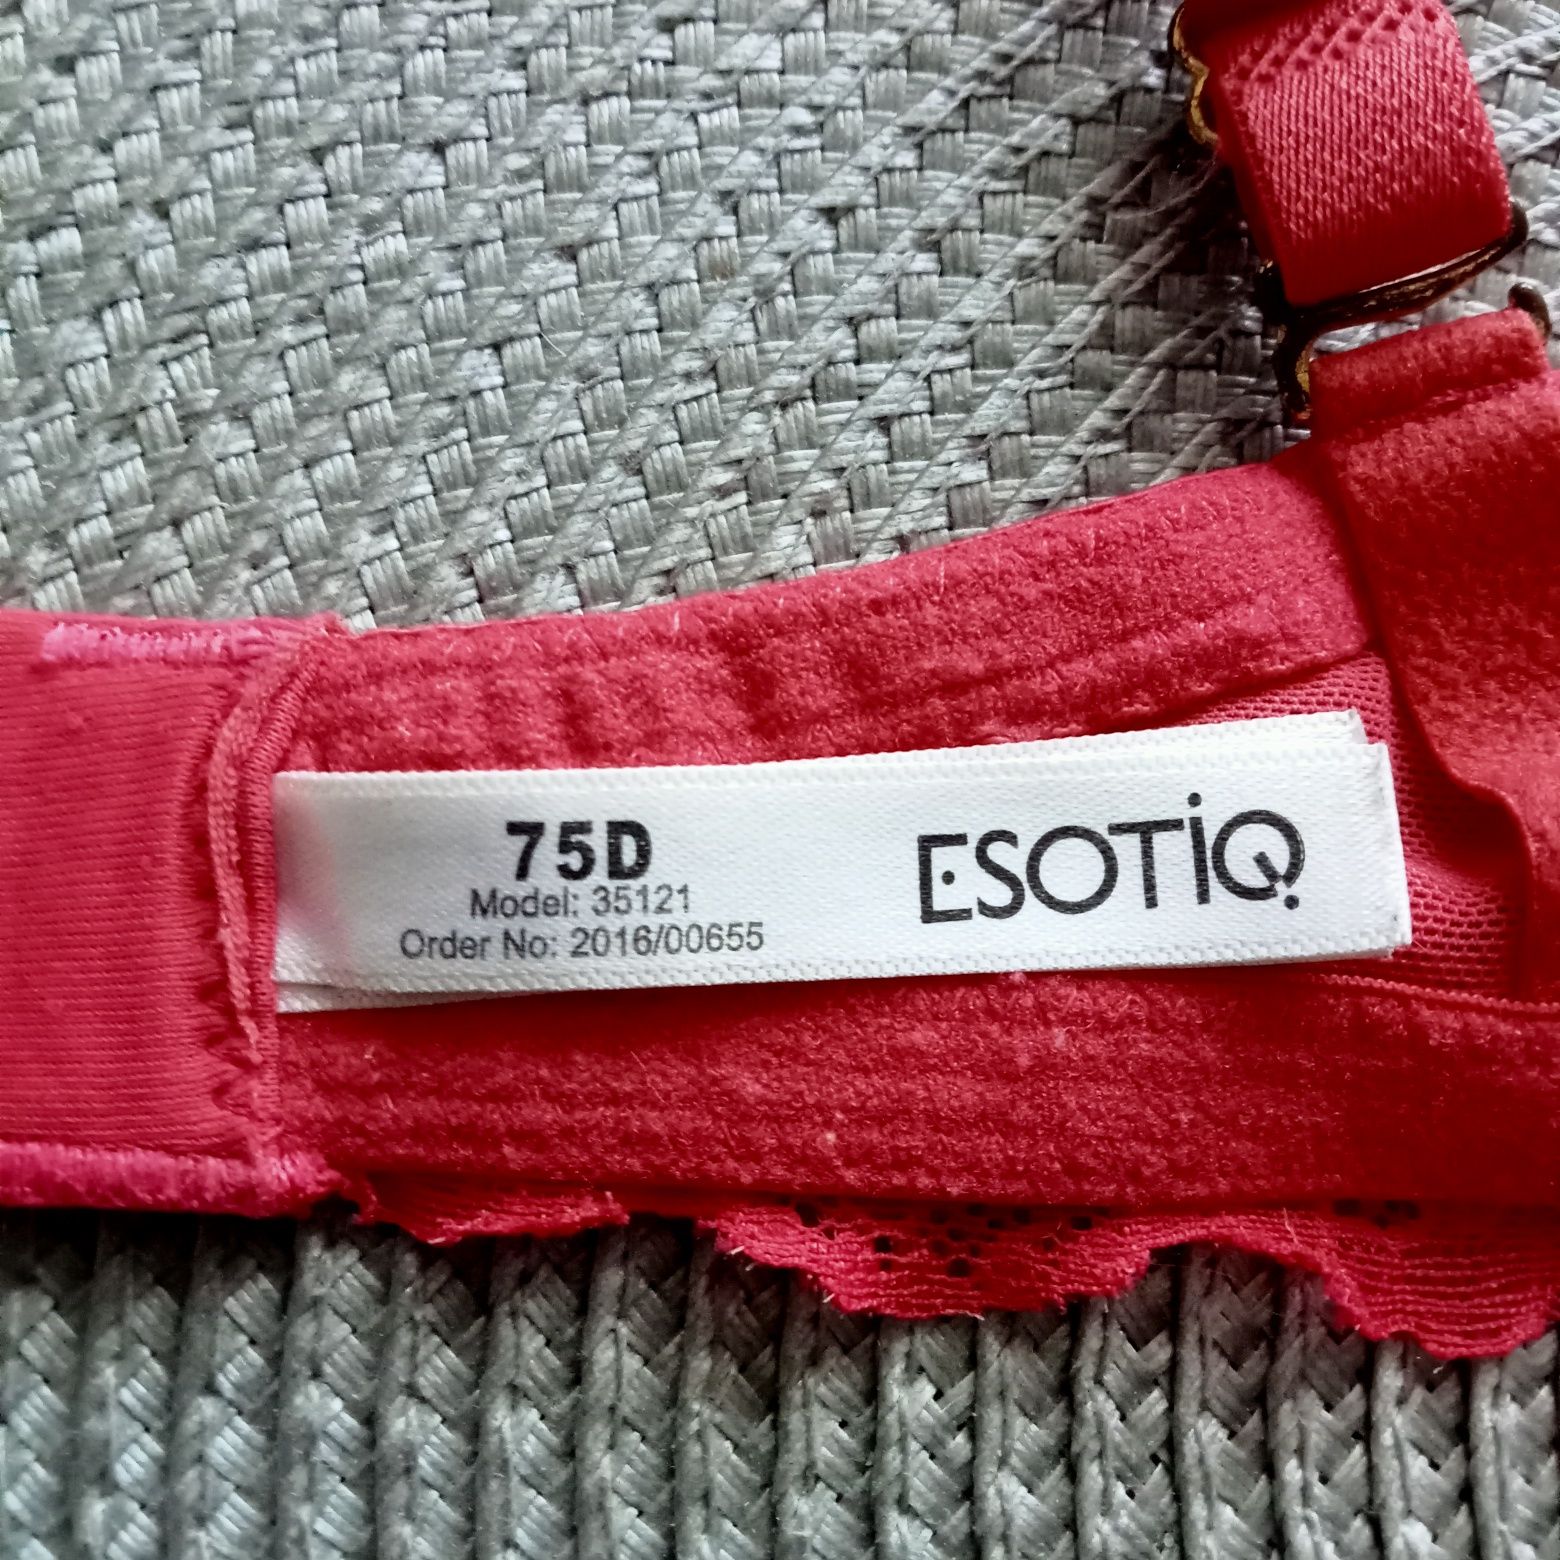 75D
Model: 35121
Order No: 2016/00655
ESOTIQ